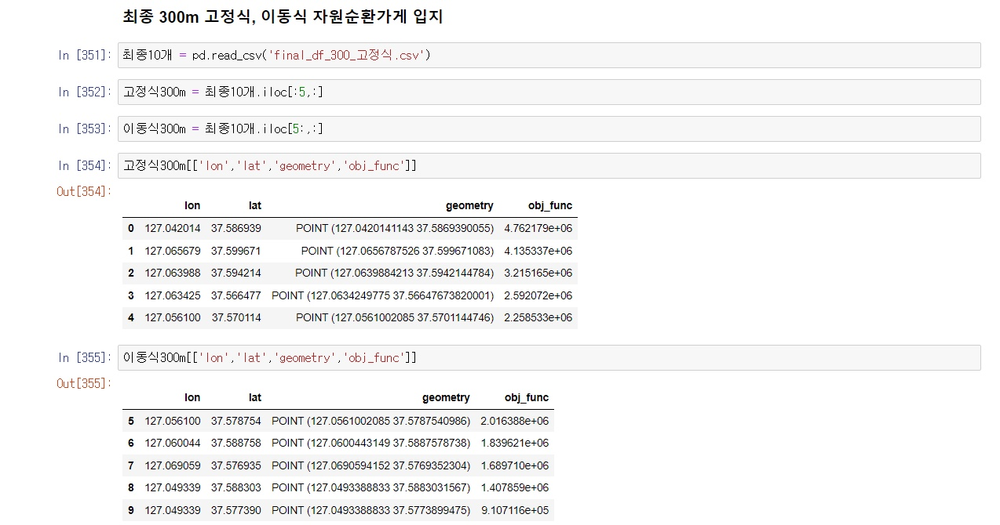 최종 300m 고정식, 이동식 자원순환가게 입지
In [351]: 최종10개 = pd.read_csv('final_df_300_고정식.csv')
In [352]: 고정식300m = 최종10개.iloc[:5,:]
In [353]: 이동식300m = 최종10개.iloc[5:,:]
In [354]: 고정식300m[['lon','lat','geometry','obj_func']]
Out[354]:
lon lat geometry obj_func
0 127.042014 37.586939 POINT (127.0420141143 37.5869390055) 4.762179e+06
1 127.065679 37.599671 POINT (127.0656787526 37.599671083) 4.135337e+06
2 127.063988 37.594214 POINT (127.0639884213 37.5942144784) 3.215165e+06
3 127.063425 37.566477 POINT (127.0634249775 37.56647673820001) 2.592072e+06
4 127.056100 37.570114 POINT (127.0561002085 37.5701144746) 2.258533e+06
In [355]: 이동식300m[['lon','lat','geometry','obj_func']]
Out[355]:
lon lat geometry obj_func
5 127.056100 37.578754 POINT (127.0561002085 37.5787540986) 2.016388e+06
6 127.060044 37.588758 POINT (127.0600443149 37.5887578738) 1.839621e+06
7 127.069059 37.576935 POINT (127.0690594152 37.5769352304) 1.689710e+06
8 127.049339 37.588303 POINT (127.0493388833 37.5883031567) 1.407859e+06
9 127.049339 37.577390 POINT (127.0493388833 37.5773899475) 9.107116e+05